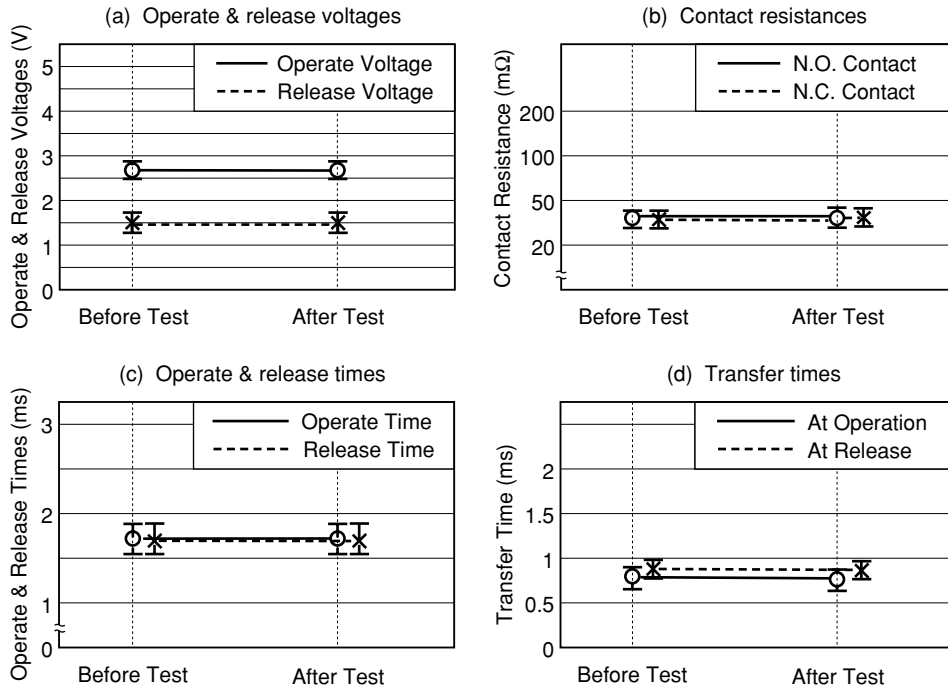 (a) Operate & release voltages
Operate & Release Voltages (V)
5
4
3
2
1
0
Operate Voltage
Release Voltage
Before Test
After Test
(b) Contact resistances
Contact Resistance (mΩ)
200
100
50
20
N.O. Contact
N.C. Contact
Before Test
After Test
(c) Operate & release times
Operate & Release Times (ms)
3
2
1
0
Operate Time
Release Time
Before Test
After Test
(d) Transfer times
Transfer Time (ms)
2
1.5
1
0.5
0
At Operation
At Release
Before Test
After Test